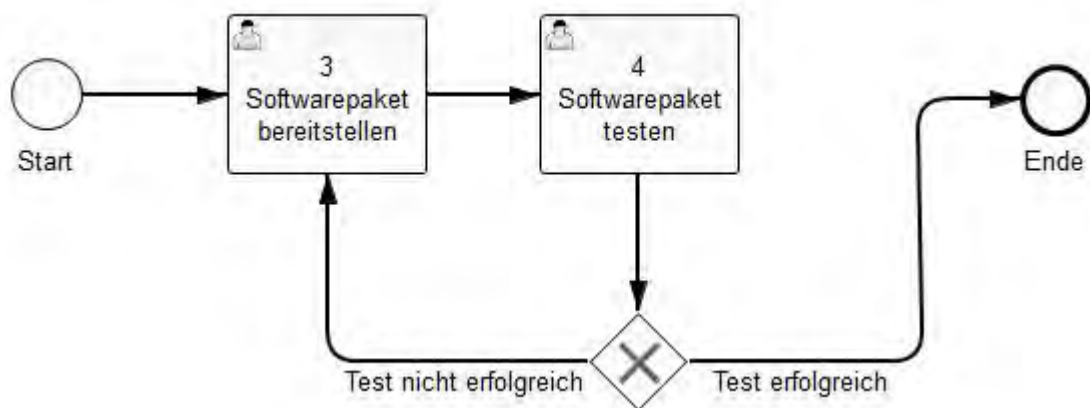 3
Softwarepaket
bereitstellen
4
Softwarepaket
testen
Start
Ende
Test nicht erfolgreich
Test erfolgreich